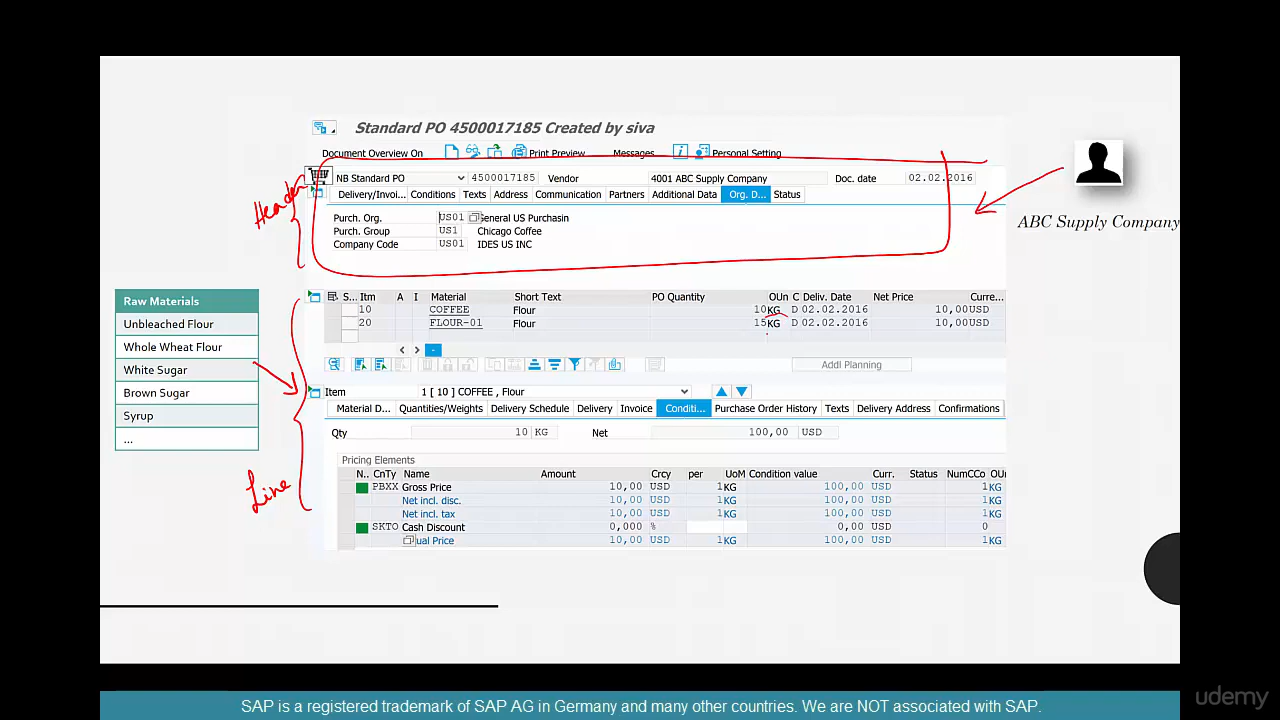 Standard PO 4500017185 Created by siva
Document Overview On Print Preview Messages Personal Setting
NB Standard PO 4500017185 Vendor 4001 ABC Supply Company Doc. date 02.02.2016
Delivery/Invoi... Conditions Texts Address Communication Partners Additional Data Org. D... Status
Header
Purch. Org. US01 General US Purchasin
Purch. Group US1 Chicago Coffee
Company Code US01 IDES US INC
ABC Supply Company
Raw Materials
Unbleached Flour
Whole Wheat Flour
White Sugar
Brown Sugar
Syrup
...
S... Itm A I Material Short Text PO Quantity OUn C Deliv. Date Net Price Curre...
10 COFFEE Flour 10 KG D 02.02.2016 10,00 USD
20 FLOUR-01 Flour 15 KG D 02.02.2016 10,00 USD
Addl Planning
Item 1 [ 10 ] COFFEE , Flour
Material D... Quantities/Weights Delivery Schedule Delivery Invoice Conditi... Purchase Order History Texts Delivery Address Confirmations
Qty 10 KG Net 100,00 USD
Line
Pricing Elements
N.. CnTy Name Amount Crcy per UoM Condition value Curr. Status NumCCo OUn
PBXX Gross Price 10,00 USD 1 KG 100,00 USD 1 KG
Net incl. disc. 10,00 USD 1 KG 100,00 USD 1 KG
Net incl. tax 10,00 USD 1 KG 100,00 USD 1 KG
SKTO Cash Discount 0,000 % 0,00 USD 0
ual Price 10,00 USD 1 KG 100,00 USD 1 KG
SAP is a registered trademark of SAP AG in Germany and many other countries. We are NOT associated with SAP.
udemy